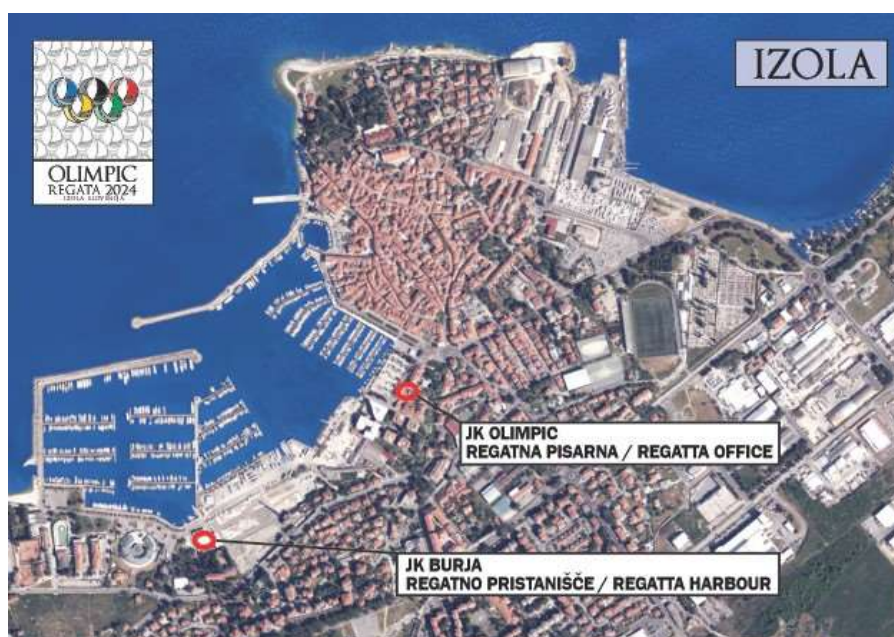 OLIMPIC
REGATA 2024
IZOLA SLOVENIJA
IZOLA
JK OLIMPIC
REGATNA PISARNA / REGATTA OFFICE
JK BURJA
REGATNO PRISTANIŠČE / REGATTA HARBOUR